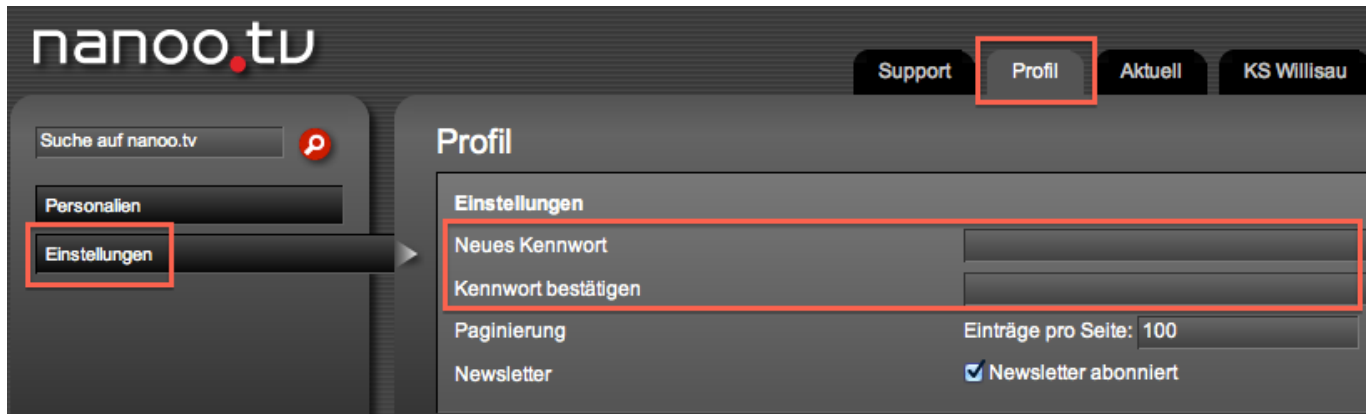 nanoo.tv
Support Profil Aktuell KS Willisau
Suche auf nanoo.tv
Personalien
Einstellungen
Profil
Einstellungen
Neues Kennwort
Kennwort bestätigen
Paginierung Einträge pro Seite: 100
Newsletter Newsletter abonniert